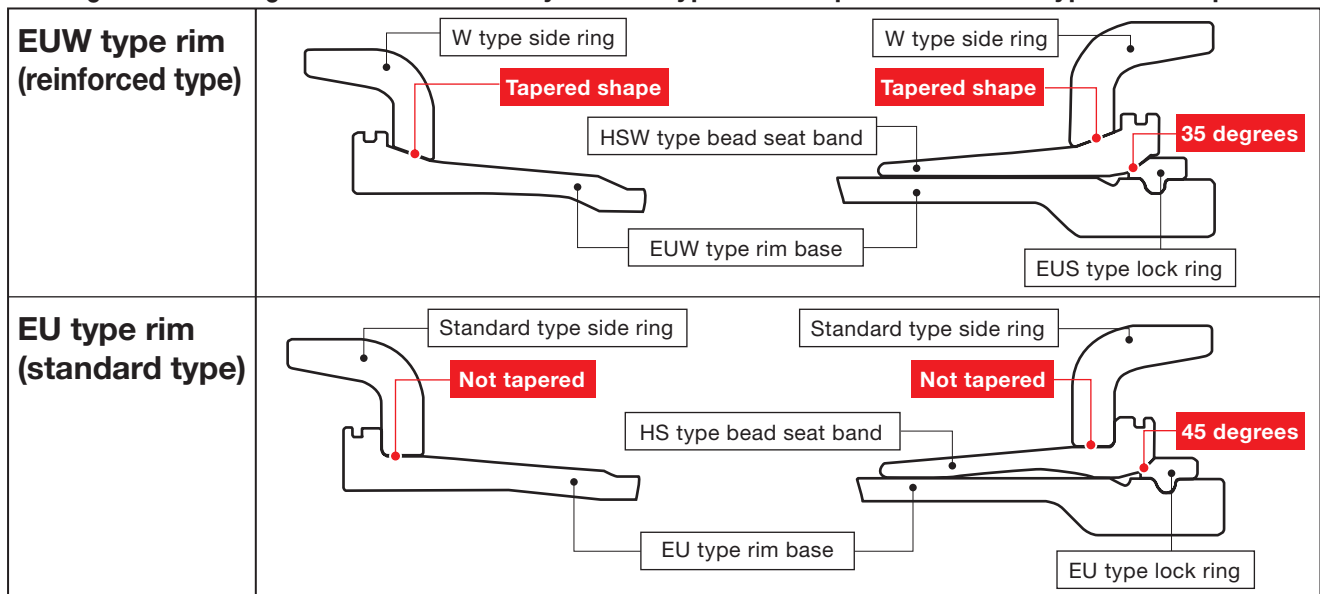 EUW type rim
(reinforced type)
W type side ring
W type side ring
Tapered shape
Tapered shape
HSW type bead seat band
35 degrees
EUW type rim base
EUS type lock ring
EU type rim
(standard type)
Standard type side ring
Standard type side ring
Not tapered
Not tapered
HS type bead seat band
45 degrees
EU type rim base
EU type lock ring